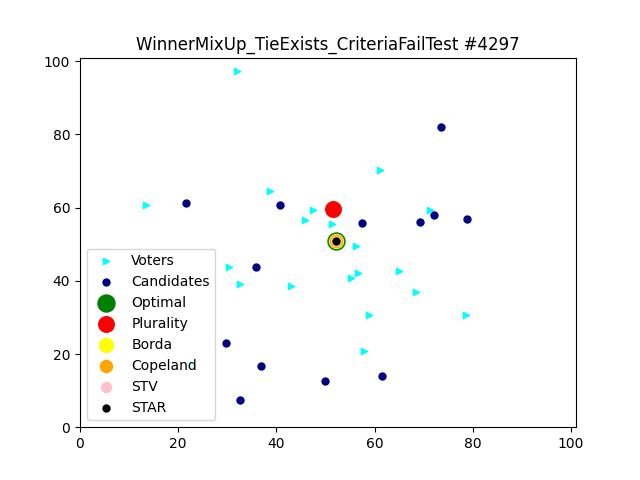 WinnerMixUp_TieExists_CriteriaFailTest #4297
100
80
60
40
20
0
Voters
Candidates
Optimal
Plurality
Borda
Copeland
STV
STAR
0 20 40 60 80 100